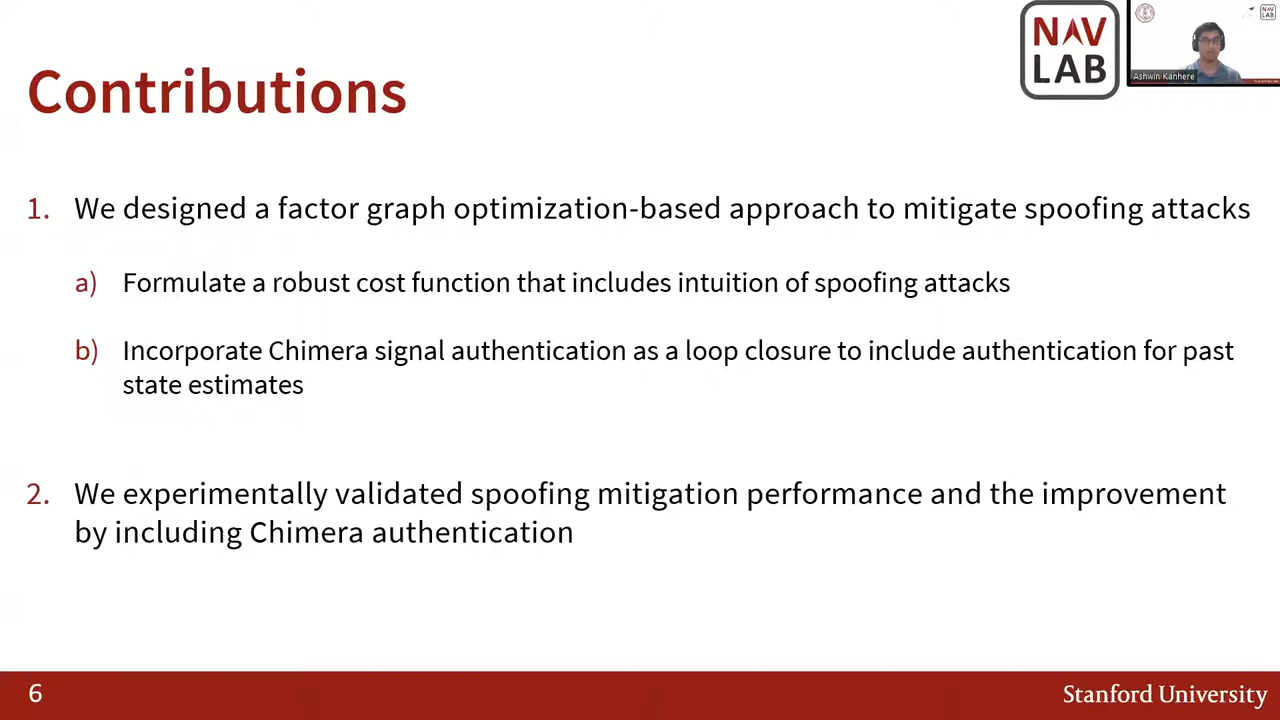 NAV
LAB
NAV
LAB
Ashwin Kanhere
Contributions
1. We designed a factor graph optimization-based approach to mitigate spoofing attacks
a) Formulate a robust cost function that includes intuition of spoofing attacks
b) Incorporate Chimera signal authentication as a loop closure to include authentication for past
state estimates
2. We experimentally validated spoofing mitigation performance and the improvement
by including Chimera authentication
6
Stanford University